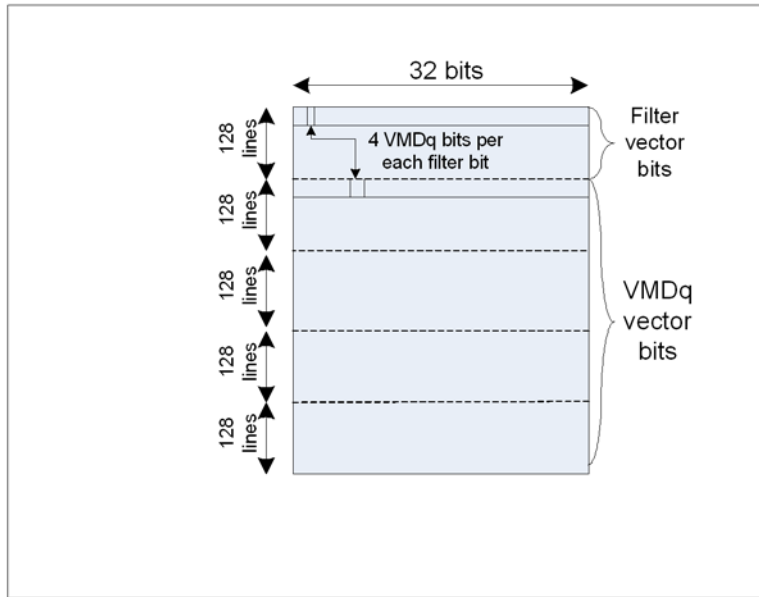 32 bits
Filter
vector
bits
4 VMDq bits per
each filter bit
128
lines
128
lines
128
lines
128
lines
128
lines
VMDq
vector
bits